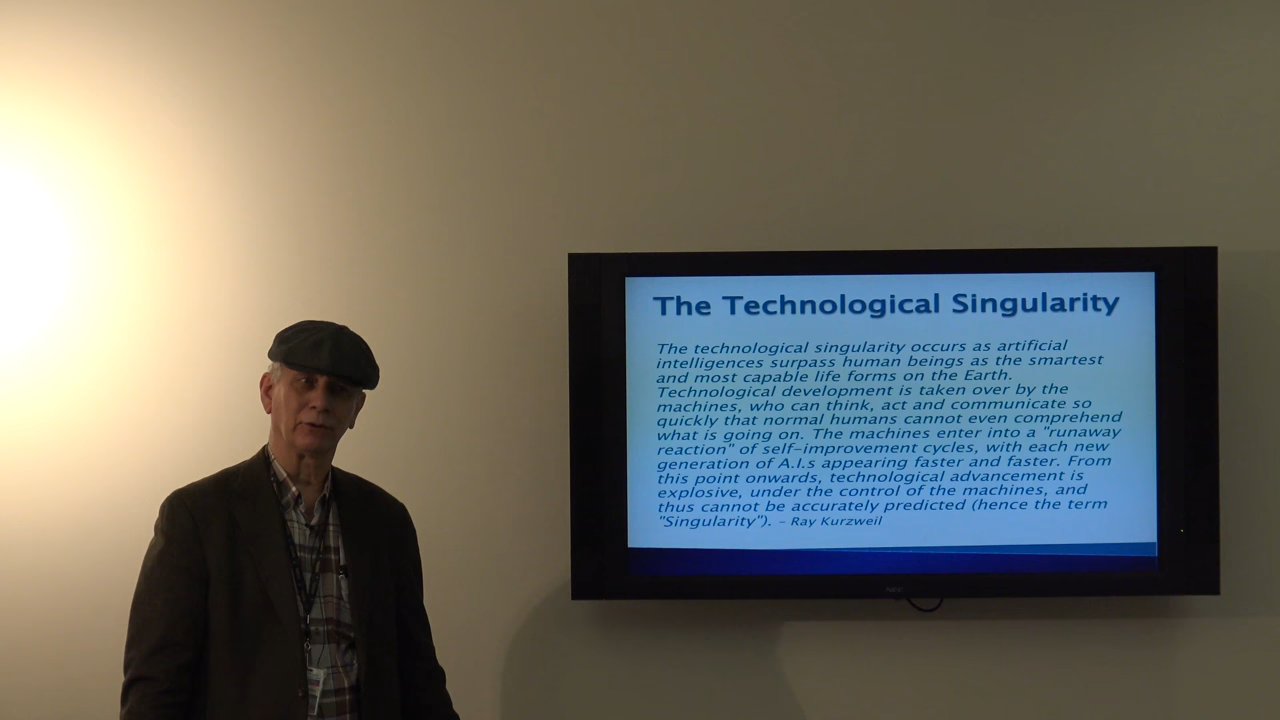 The Technological Singularity
The technological singularity occurs as artificial
intelligences surpass human beings as the smartest
and most capable life forms on the Earth.
Technological development is taken over by the
machines, who can think, act and communicate so
quickly that normal humans cannot even comprehend
what is going on. The machines enter into a "runaway
reaction" of self-improvement cycles, with each new
generation of A.I.s appearing faster and faster. From
this point onwards, technological advancement is
explosive, under the control of the machines, and
thus cannot be accurately predicted (hence the term
"Singularity"). - Ray Kurzweil
NEC